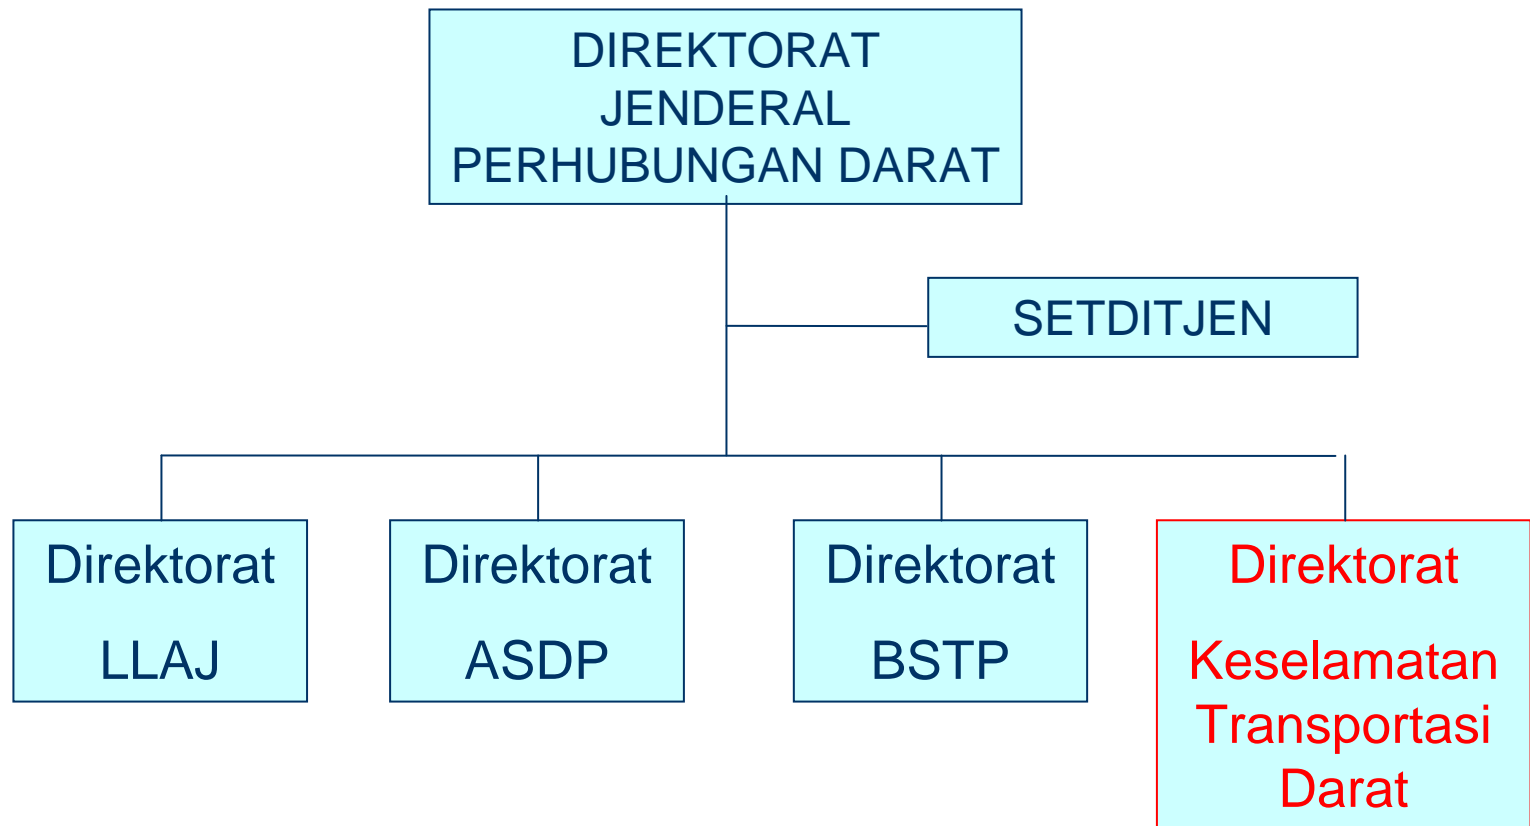 DIREKTORAT
JENDERAL
PERHUBUNGAN DARAT
SETDITJEN
Direktorat
LLAJ
Direktorat
ASDP
Direktorat
BSTP
Direktorat
Keselamatan
Transportasi
Darat